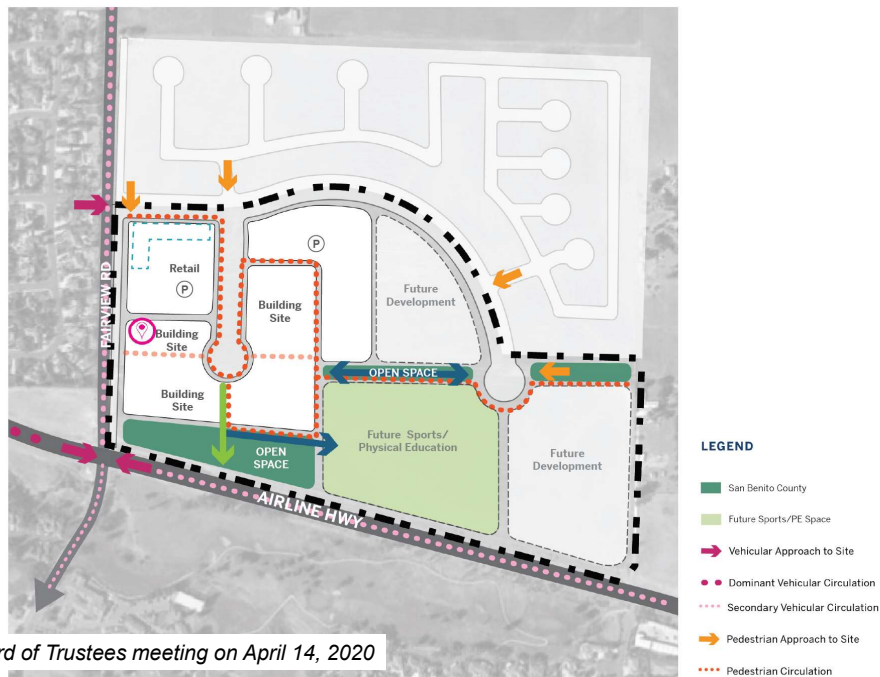 FAIRVIEW RD
Retail
P
P
Building
Site
Building
Site
Building
Site
Future
Development
OPEN SPACE
OPEN
SPACE
Future Sports/
Physical Education
Future
Development
AIRLINE HWY
rd of Trustees meeting on April 14, 2020
LEGEND
San Benito County
Future Sports/PE Space
Vehicular Approach to Site
Dominant Vehicular Circulation
Secondary Vehicular Circulation
Pedestrian Approach to Site
Pedestrian Circulation